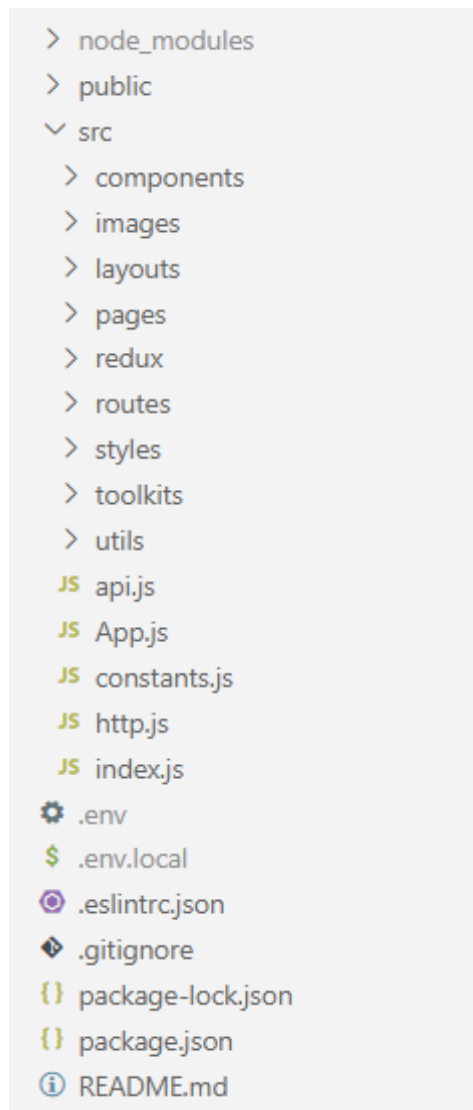 node_modules
public
src
components
images
layouts
pages
redux
routes
styles
toolkits
utils
JS api.js
JS App.js
JS constants.js
JS http.js
JS index.js
.env
$ .env.local
.eslintrc.json
.gitignore
{} package-lock.json
{} package.json
README.md